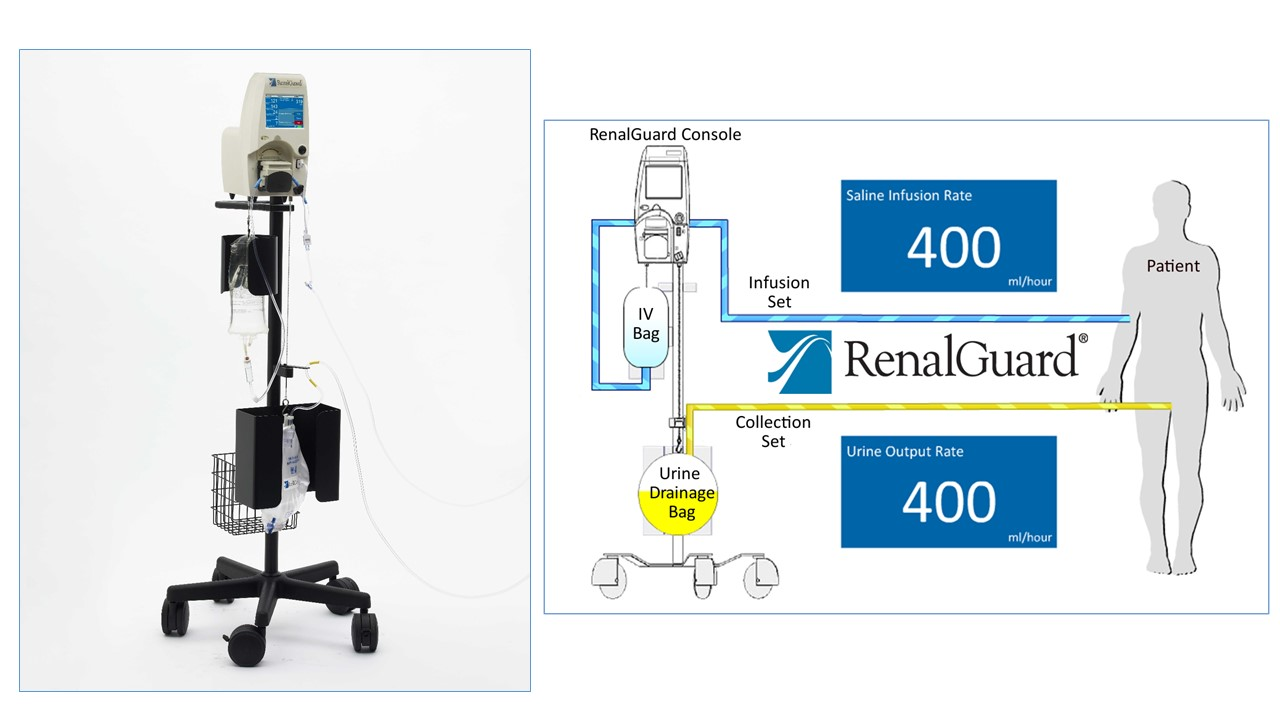 RenalGuard
RenalGuard Console
Saline Infusion Rate
400
ml/hour
Infusion
Set
IV
Bag
Patient
RenalGuard®
Collection
Set
Urine
Drainage
Bag
Urine Output Rate
400
ml/hour